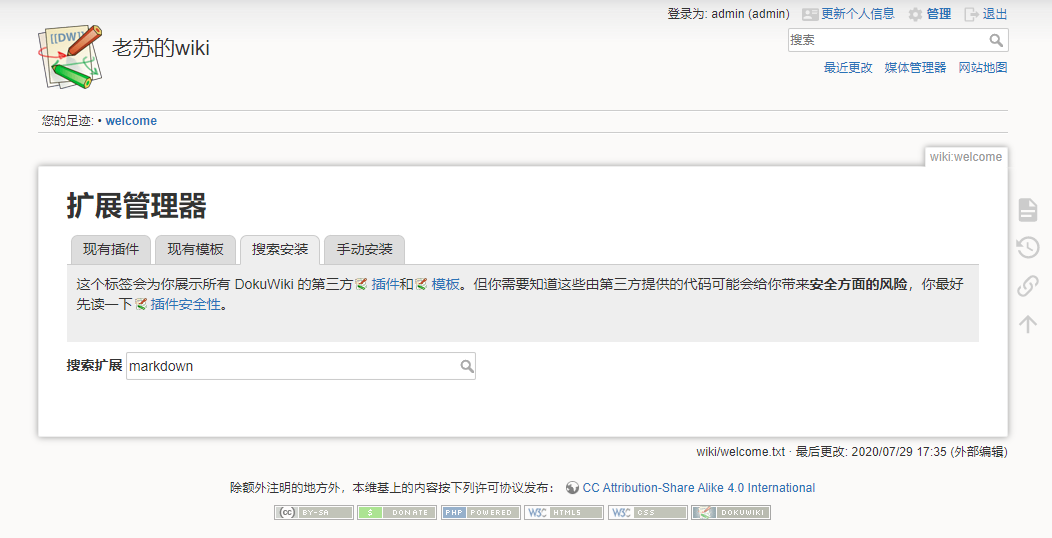 登录为: admin (admin) 更新个人信息 管理 退出
[[DW]]
老苏的wiki
搜索
最近更改 媒体管理器 网站地图
您的足迹: • welcome
wiki:welcome
扩展管理器
现有插件 现有模板 搜索安装 手动安装
这个标签会为你展示所有 DokuWiki 的第三方 插件和 模板。但你需要知道这些由第三方提供的代码可能会给你带来安全方面的风险，你最好
先读一下 插件安全性。
搜索扩展 markdown
wiki/welcome.txt · 最后更改: 2020/07/29 17:35 (外部编辑)
除额外注明的地方外，本维基上的内容按下列许可协议发布： CC Attribution-Share Alike 4.0 International
(cc) BY-SA $ DONATE PHP POWERED W3C HTML5 W3C CSS DOKUWIKI